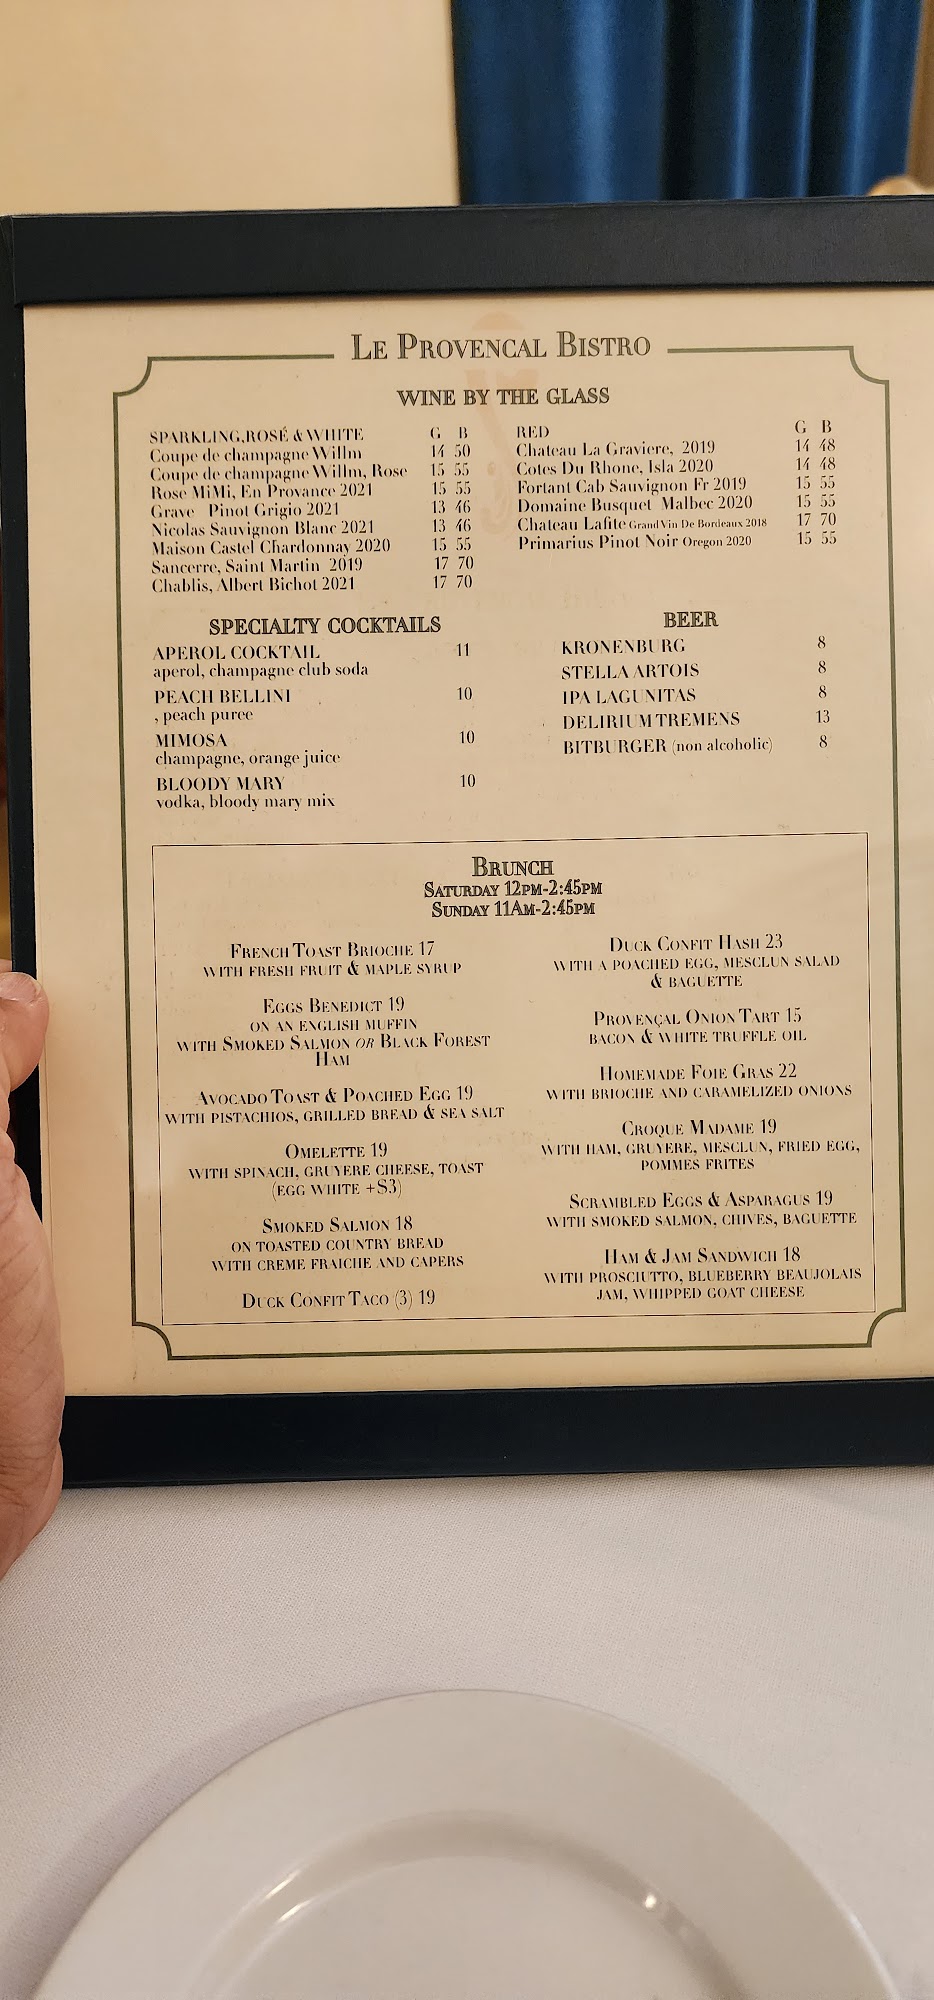 Le Provencal Bistro
WINE BY THE GLASS
SPARKLING,ROSÉ & WHITE G B
Coupe de champagne Willm 14 50
Coupe de champagne Willm, Rose 15 55
Rose MiMi, En Provance 2021 15 55
Grave Pinot Grigio 2021 13 46
Nicolas Sauvignon Blanc 2021 13 46
Maison Castel Chardonnay 2020 15 55
Sancerre, Saint Martin 2019 17 70
Chablis, Albert Bichot 2021 17 70
RED G B
Chateau La Graviere, 2019 14 48
Cotes Du Rhone, Isla 2020 14 48
Fortant Cab Sauvignon Fr 2019 15 55
Domaine Busquet Malbec 2020 15 55
Chateau Lafite Grand Vin De Bordeaux 2018 17 70
Primarius Pinot Noir Oregon 2020 15 55
SPECIALTY COCKTAILS
APEROL COCKTAIL 11
aperol, champagne club soda
PEACH BELLINI 10
, peach puree
MIMOSA 10
champagne, orange juice
BLOODY MARY 10
vodka, bloody mary mix
BEER
KRONENBURG 8
STELLA ARTOIS 8
IPA LAGUNITAS 8
DELIRIUM TREMENS 13
BITBURGER (non alcoholic) 8
Brunch
Saturday 12pm-2:45pm
Sunday 11Am-2:45pm
French Toast Brioche 17
with fresh fruit & maple syrup
Eggs Benedict 19
on an english muffin
with Smoked Salmon or Black Forest
Ham
Avocado Toast & Poached Egg 19
with pistachios, grilled bread & sea salt
Omelette 19
with spinach, gruyere cheese, toast
(egg white +$3)
Smoked Salmon 18
on toasted country bread
with creme fraiche and capers
Duck Confit Taco (3) 19
Duck Confit Hash 23
with a poached egg, mesclun salad
& baguette
Provençal Onion Tart 15
bacon & white truffle oil
Homemade Foie Gras 22
with brioche and caramelized onions
Croque Madame 19
with ham, gruyere, mesclun, fried egg,
pommes frites
Scrambled Eggs & Asparagus 19
with smoked salmon, chives, baguette
Ham & Jam Sandwich 18
with prosciutto, blueberry beaujolais
jam, whipped goat cheese